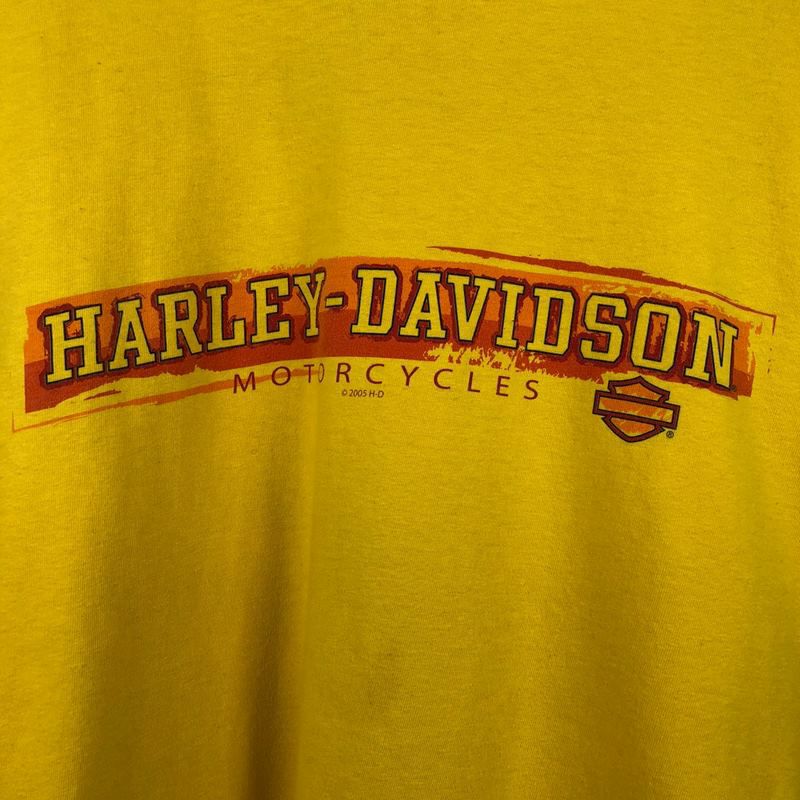 HARLEY-DAVIDSON
MOTORCYCLES
© 2005 H-D
®